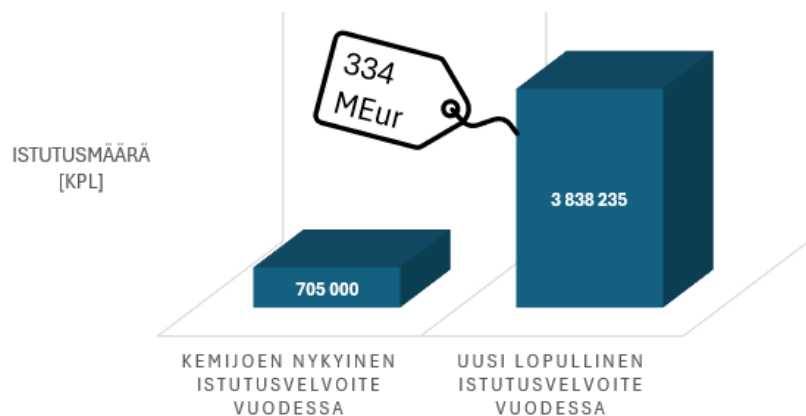 334
MEur
ISTUTUSMÄÄRÄ
[KPL]
3 838 235
705 000
KEMIJOEN NYKYINEN
ISTUTUSVELVOITE
VUODESSA
UUSI LOPULLINEN
ISTUTUSVELVOITE
VUODESSA